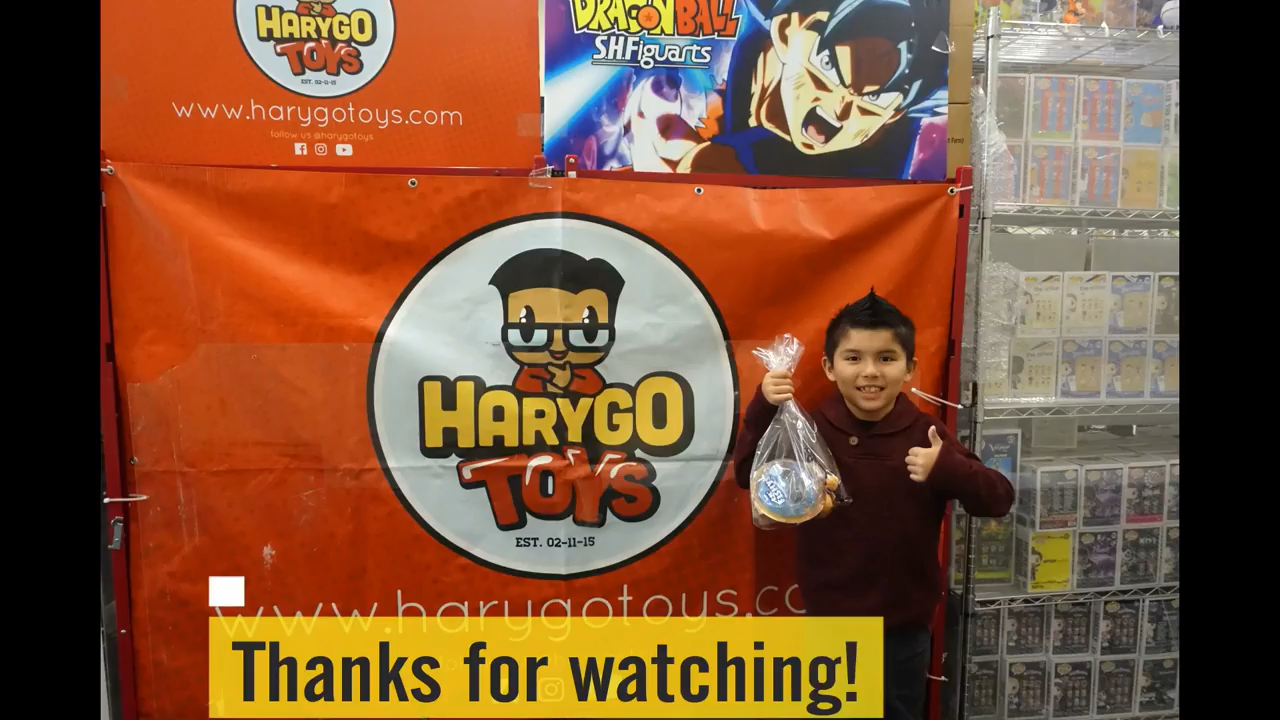 HARYGO
TOYS
EST. 02-11-15
www.harygotoys.com
follow us @harygotoys
DRAGON BALL
S.H.Figuarts
HARYGO
TOYS
EST. 02-11-15
www.harygotoys.co
Thanks for watching!